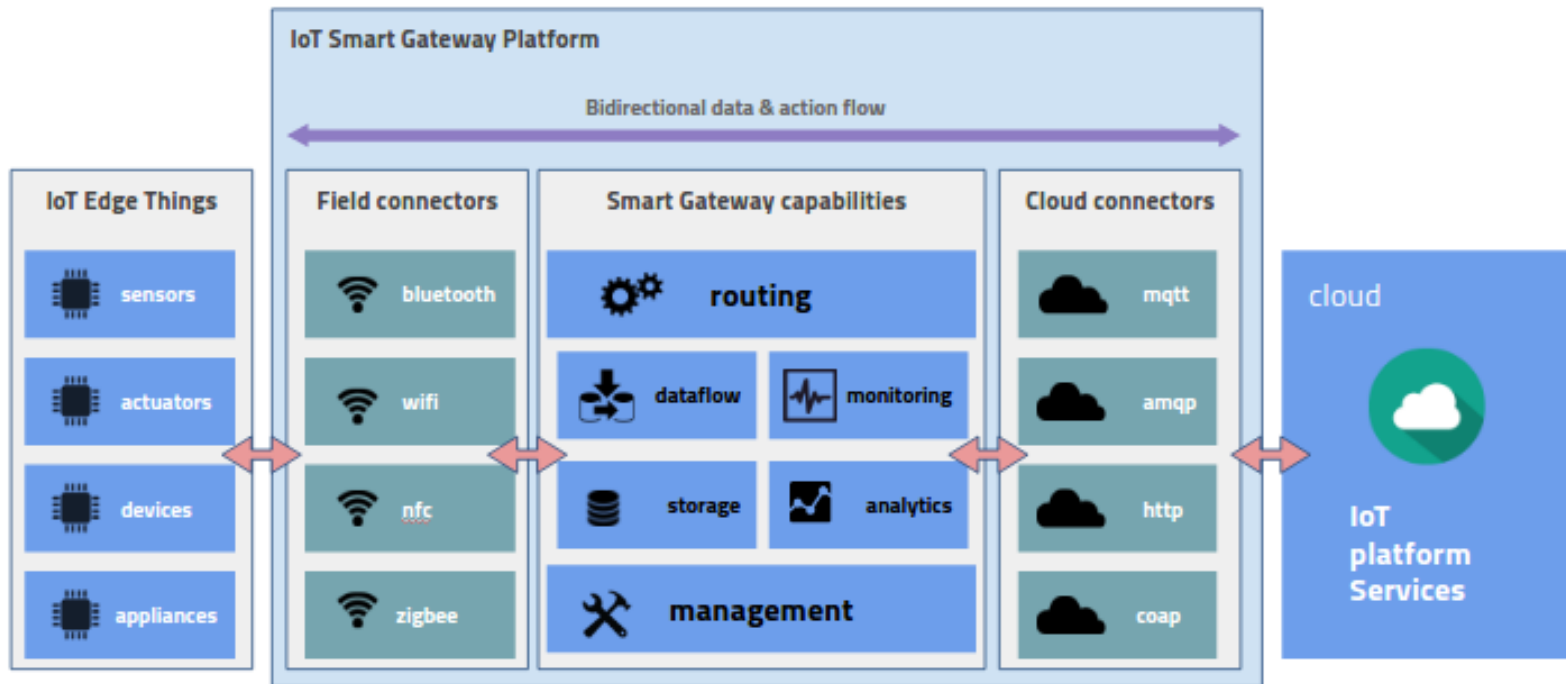 IoT Smart Gateway Platform
Bidirectional data & action flow
IoT Edge Things
sensors
actuators
devices
appliances
Field connectors
bluetooth
wifi
nfc
zigbee
Smart Gateway capabilities
routing
dataflow
monitoring
storage
analytics
management
Cloud connectors
mqtt
amqp
http
coap
cloud
IoT
platform
Services